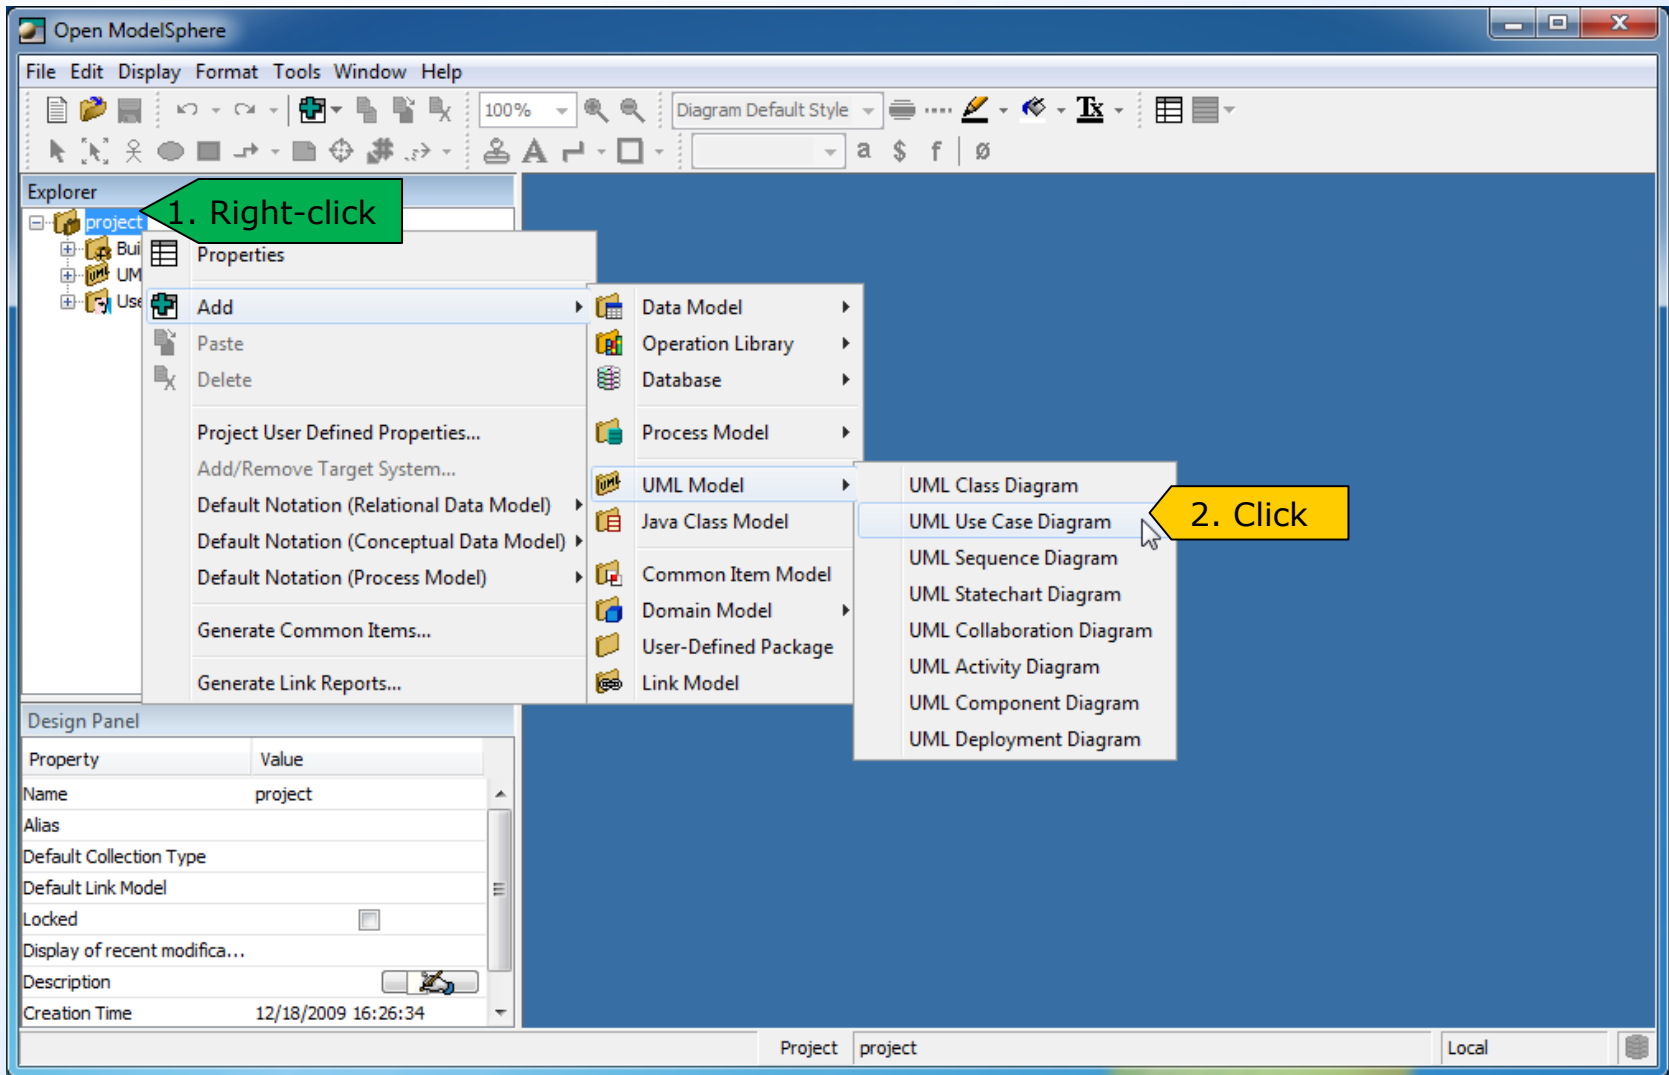 Open ModelSphere
File Edit Display Format Tools Window Help
100%
Diagram Default Style
Tx
A
a $ f ø
Explorer
project
1. Right-click
Bui
UM
Use
Properties
Add
Paste
Delete
Project User Defined Properties...
Add/Remove Target System...
Default Notation (Relational Data Model)
Default Notation (Conceptual Data Model)
Default Notation (Process Model)
Generate Common Items...
Generate Link Reports...
Data Model
Operation Library
Database
Process Model
UML Model
Java Class Model
Common Item Model
Domain Model
User-Defined Package
Link Model
UML Class Diagram
UML Use Case Diagram
2. Click
UML Sequence Diagram
UML Statechart Diagram
UML Collaboration Diagram
UML Activity Diagram
UML Component Diagram
UML Deployment Diagram
Design Panel
Property Value
Name project
Alias
Default Collection Type
Default Link Model
Locked
Display of recent modifica...
Description
Creation Time 12/18/2009 16:26:34
Project project Local